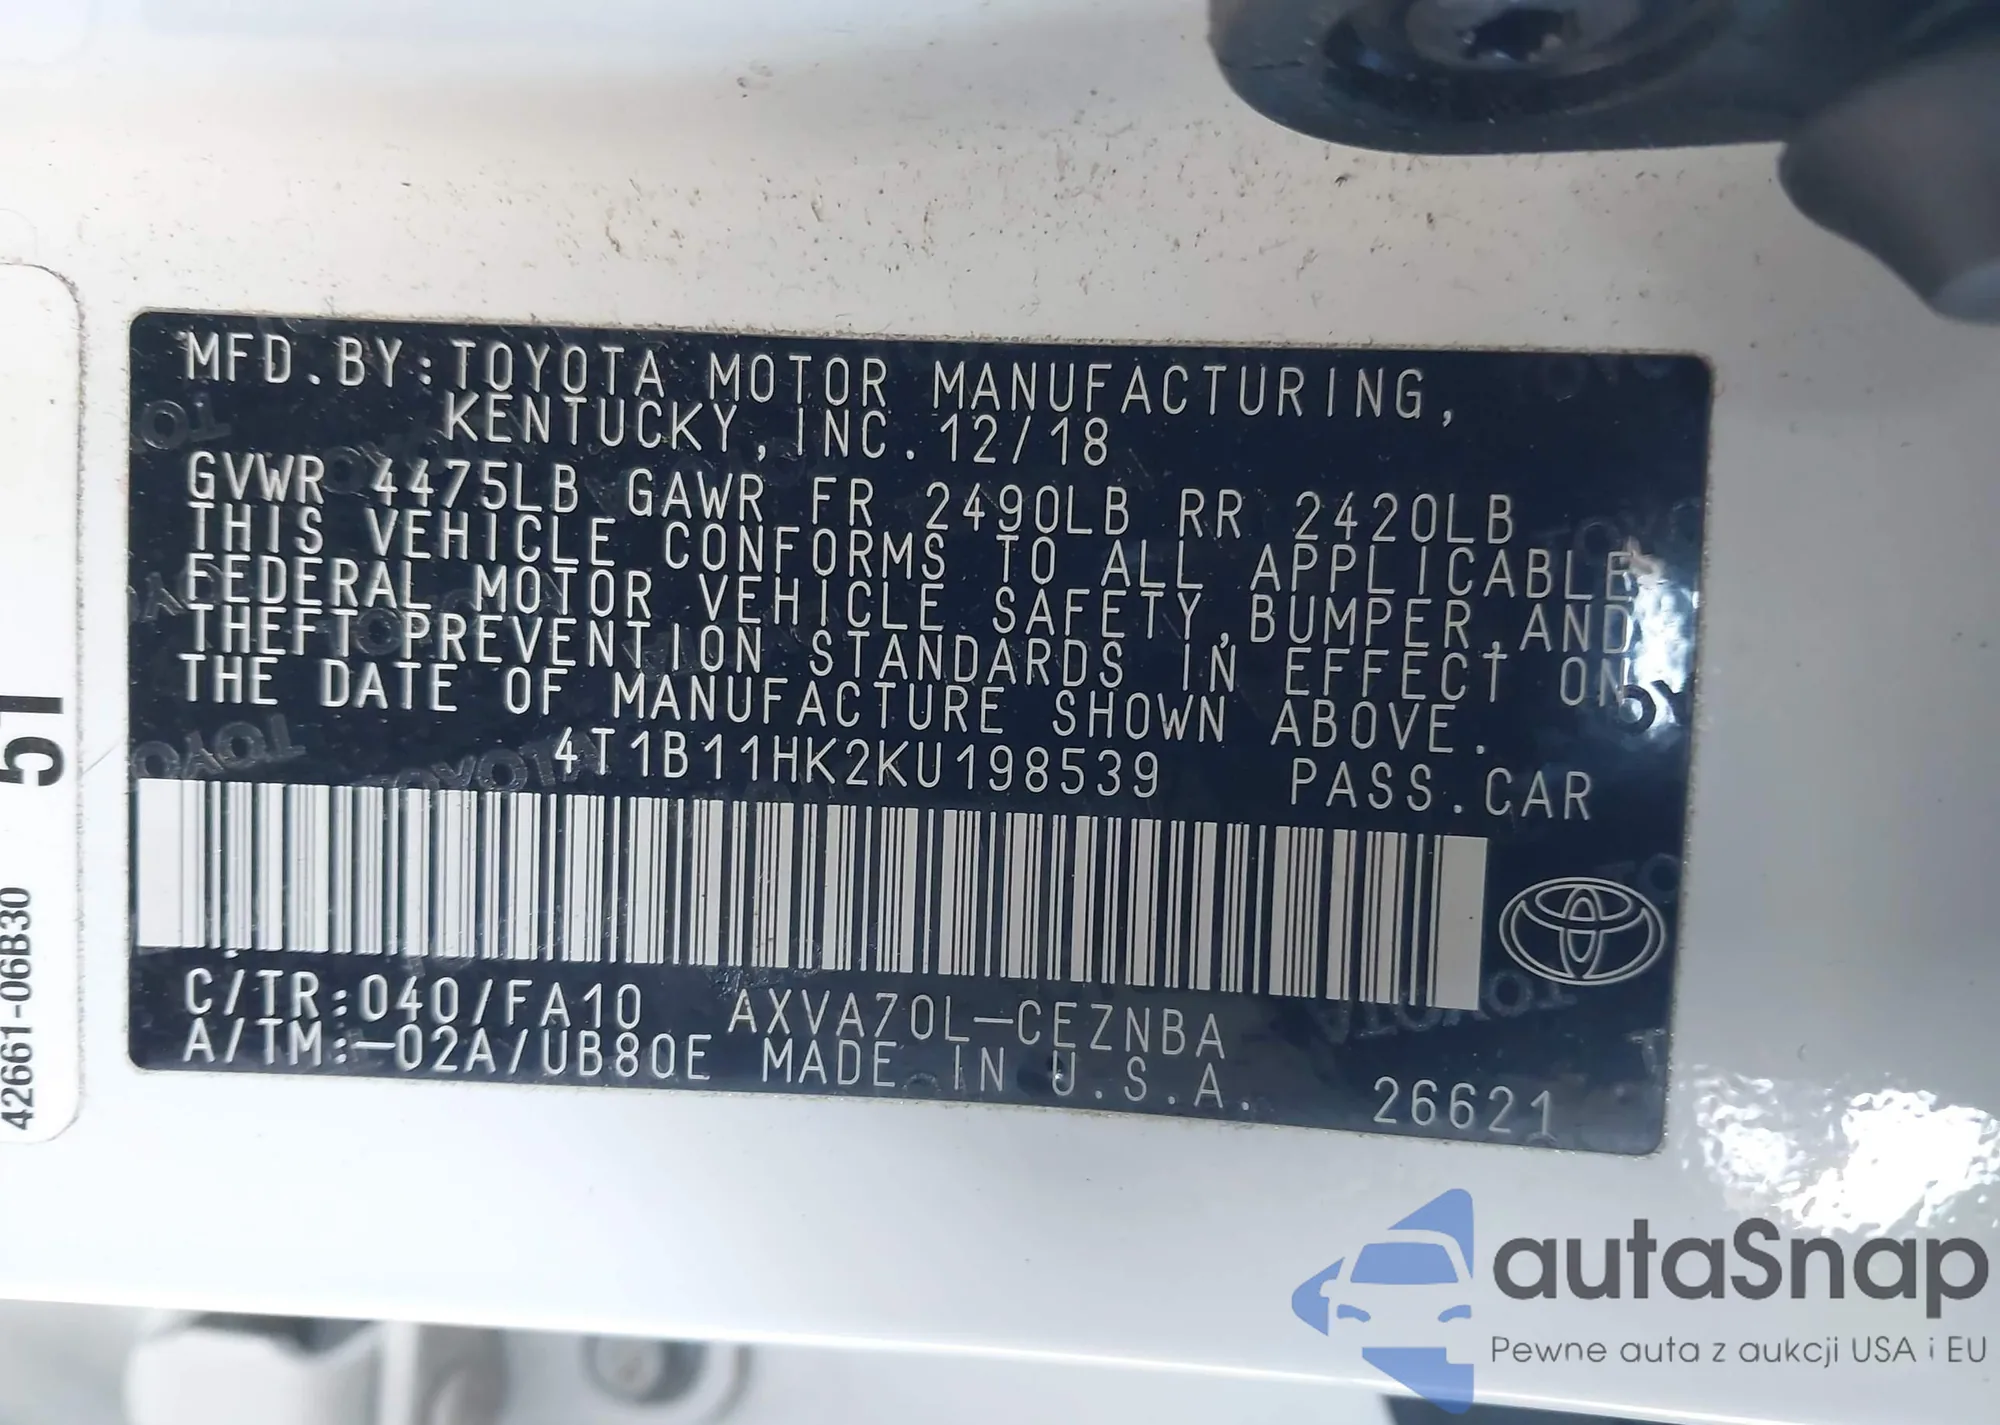 MFD.BY:TOYOTA MOTOR MANUFACTURING,
KENTUCKY,INC.12/18
GVWR 4475LB GAWR FR 2490LB RR 2420LB
THIS VEHICLE CONFORMS TO ALL APPLICABLE
FEDERAL MOTOR VEHICLE SAFETY,BUMPER,AND
THEFT PREVENTION STANDARDS IN EFFECT ON
THE DATE OF MANUFACTURE SHOWN ABOVE.
4T1B11HK2KU198539 PASS.CAR
C/TR:040/FA10 AXVA70L-CEZNBA
A/TM:-02A/UB80E MADE IN U.S.A.
26621
51
42661-06B30
autaSnap
Pewne auta z aukcji USA i EU